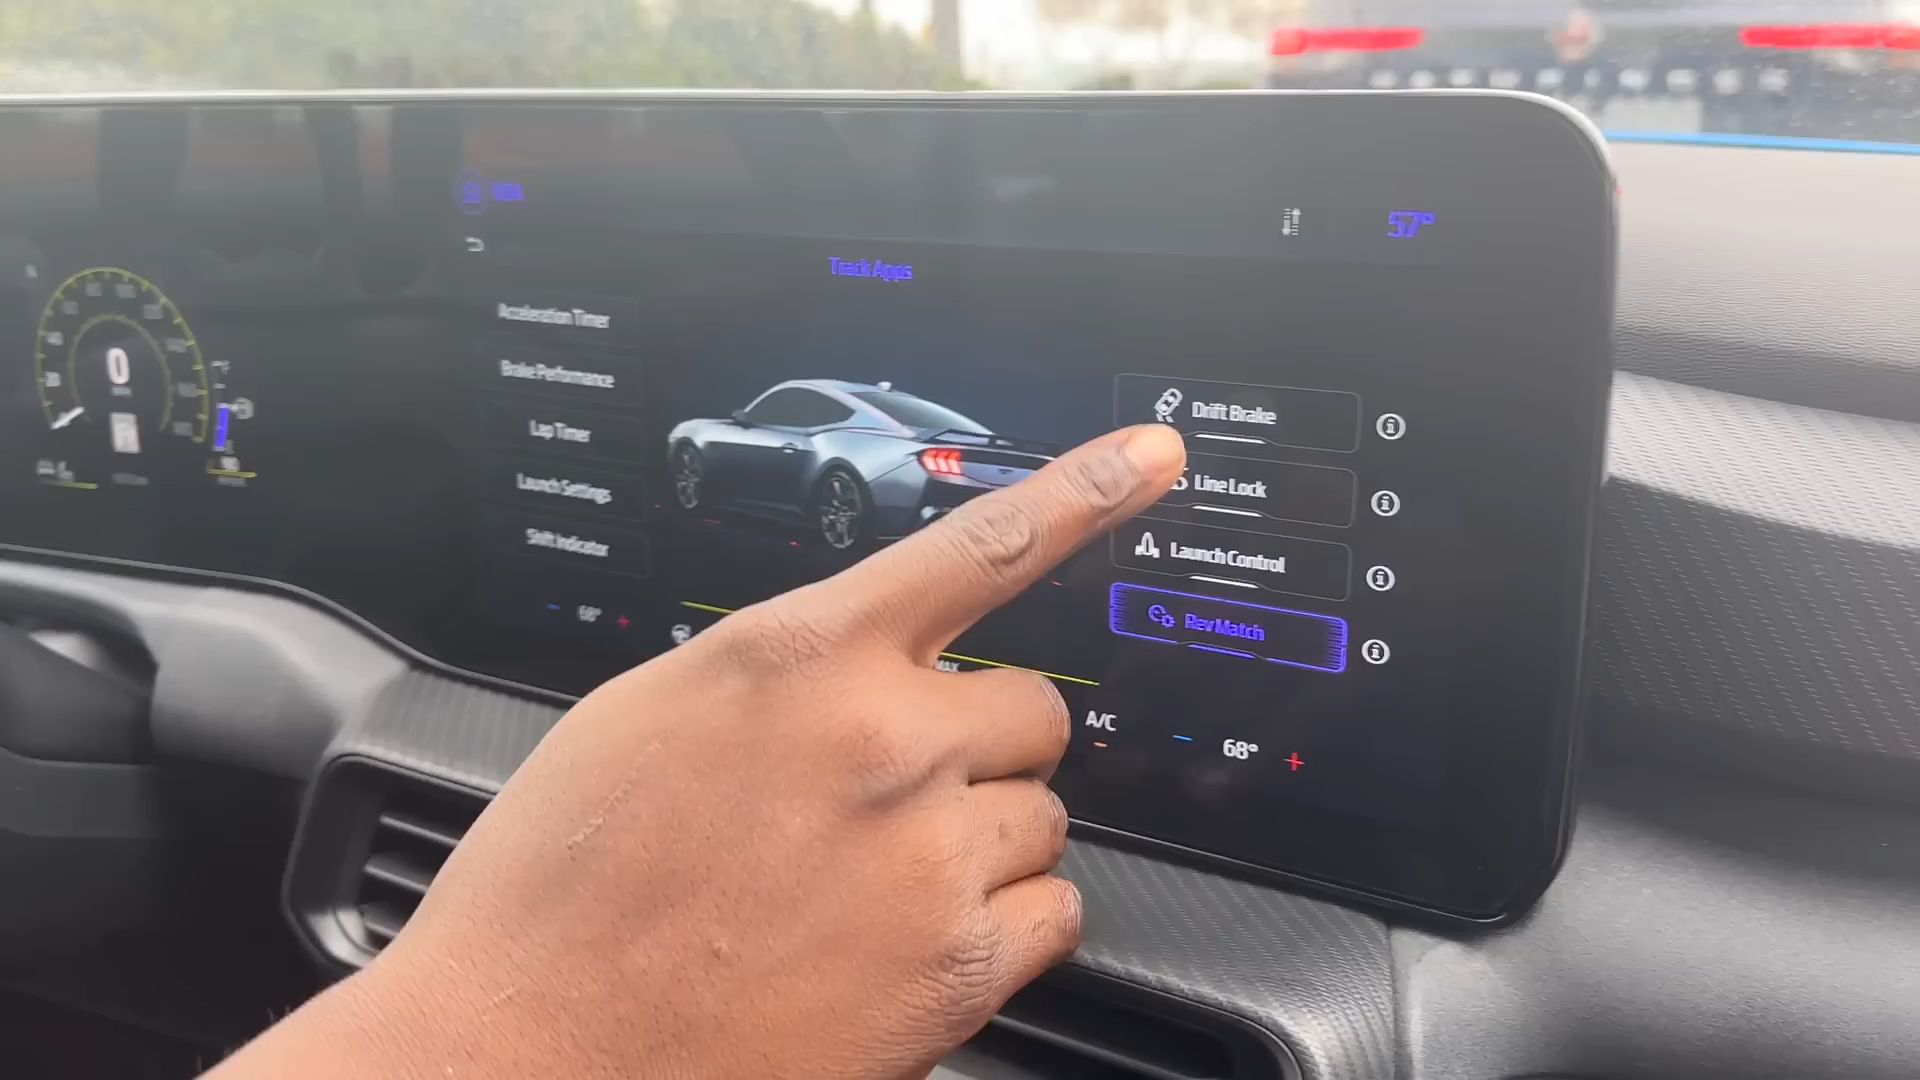 57°
Track Apps
Acceleration Timer
Brake Performance
Lap Timer
Launch Settings
Shift Indicator
Drift Brake
Line Lock
Launch Control
Rev Match
0
68°
MAX
A/C
68°